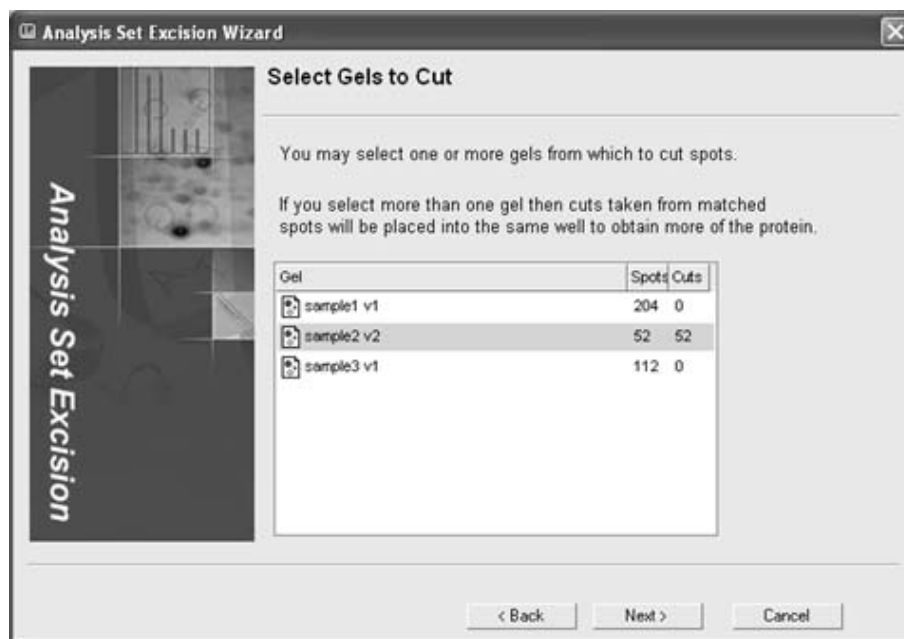 Analysis Set Excision Wizard
Select Gels to Cut
You may select one or more gels from which to cut spots.
If you select more than one gel then cuts taken from matched
spots will be placed into the same well to obtain more of the protein.
Analysis Set Excision
Gel Spots Cuts
sample1 v1 204 0
sample2 v2 52 52
sample3 v1 112 0
< Back Next > Cancel